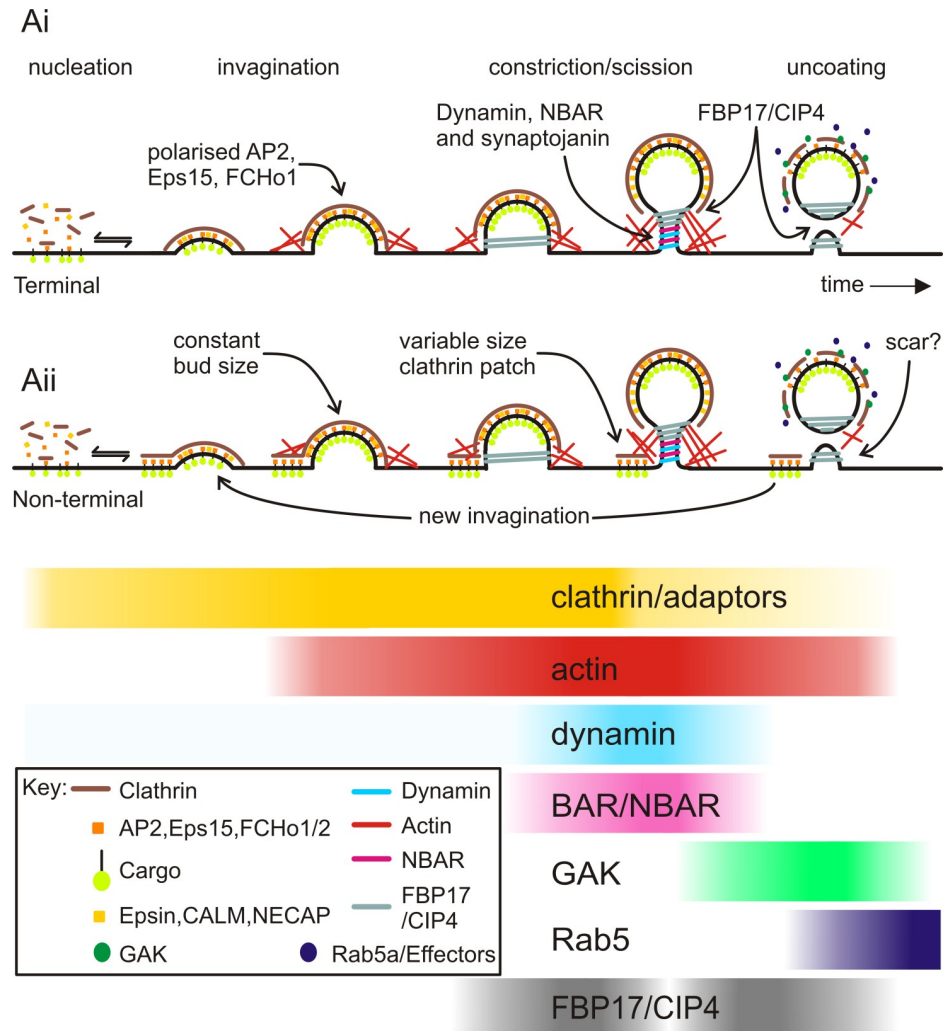 Ai
nucleation
invagination
constriction/scission
uncoating
Dynamin, NBAR
and synaptojanin
FBP17/CIP4
polarised AP2,
Eps15, FCHo1
Terminal
time
Aii
constant
bud size
variable size
clathrin patch
scar?
Non-terminal
new invagination
clathrin/adaptors
actin
dynamin
BAR/NBAR
GAK
Rab5
FBP17/CIP4
Key:
Clathrin
AP2,Eps15,FCHo1/2
Cargo
Epsin,CALM,NECAP
GAK
Dynamin
Actin
NBAR
FBP17
/CIP4
Rab5a/Effectors